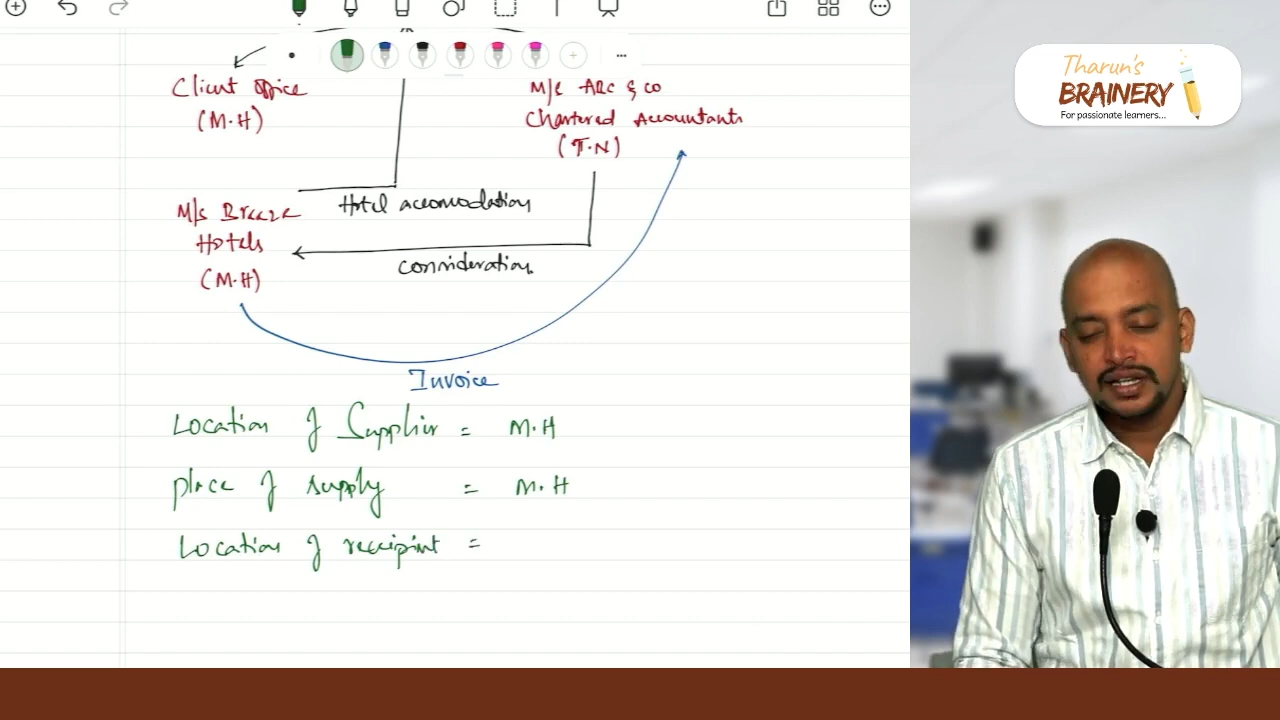 Client office
(M.H)
M/s ARC & co
Chartered Accountants
(T.N)
M/s Breeze
Hotels
(M.H)
Hotel accomodation
consideration
Invoice
Location of Supplier = M.H
place of supply = M.H
Location of receipint =
Tharun's
BRAINERY
For passionate learners...